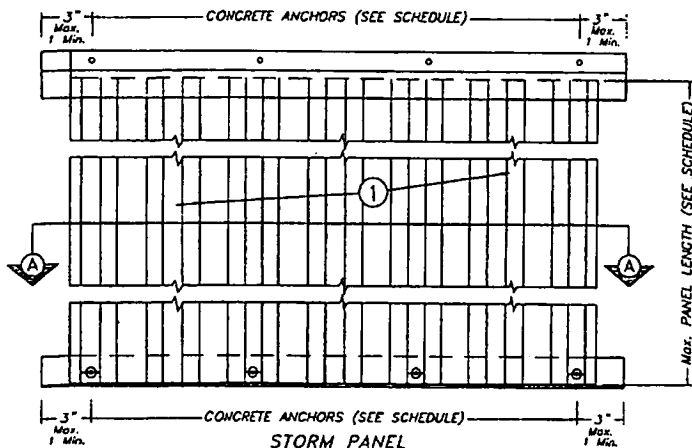 3" CONCRETE ANCHORS (SEE SCHEDULE) 3"
Max. Max.
1 Min. 1 Min.
1
A A
Max. PANEL LENGTH (SEE SCHEDULE)
3" CONCRETE ANCHORS (SEE SCHEDULE) 3"
Max. Max.
1 Min. 1 Min.
STORM PANEL